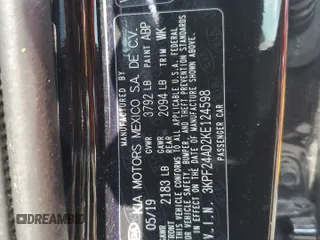 MANUFACTURED BY
KIA MOTORS MEXICO S.A. DE C.V.
05/19 GVWR 3792 LB PAINT ABP
GAWR FRONT 2183 LB GAWR REAR 2094 LB TRIM WK
THIS VEHICLE CONFORMS TO ALL APPLICABLE U.S.A. FEDERAL
MOTOR VEHICLE SAFETY, BUMPER, AND THEFT PREVENTION STANDARDS
IN EFFECT ON THE DATE OF MANUFACTURE SHOWN ABOVE.
V.I.N. 3KPF24AD2KE124598
PASSENGER CAR
AUTOBIDMASTER